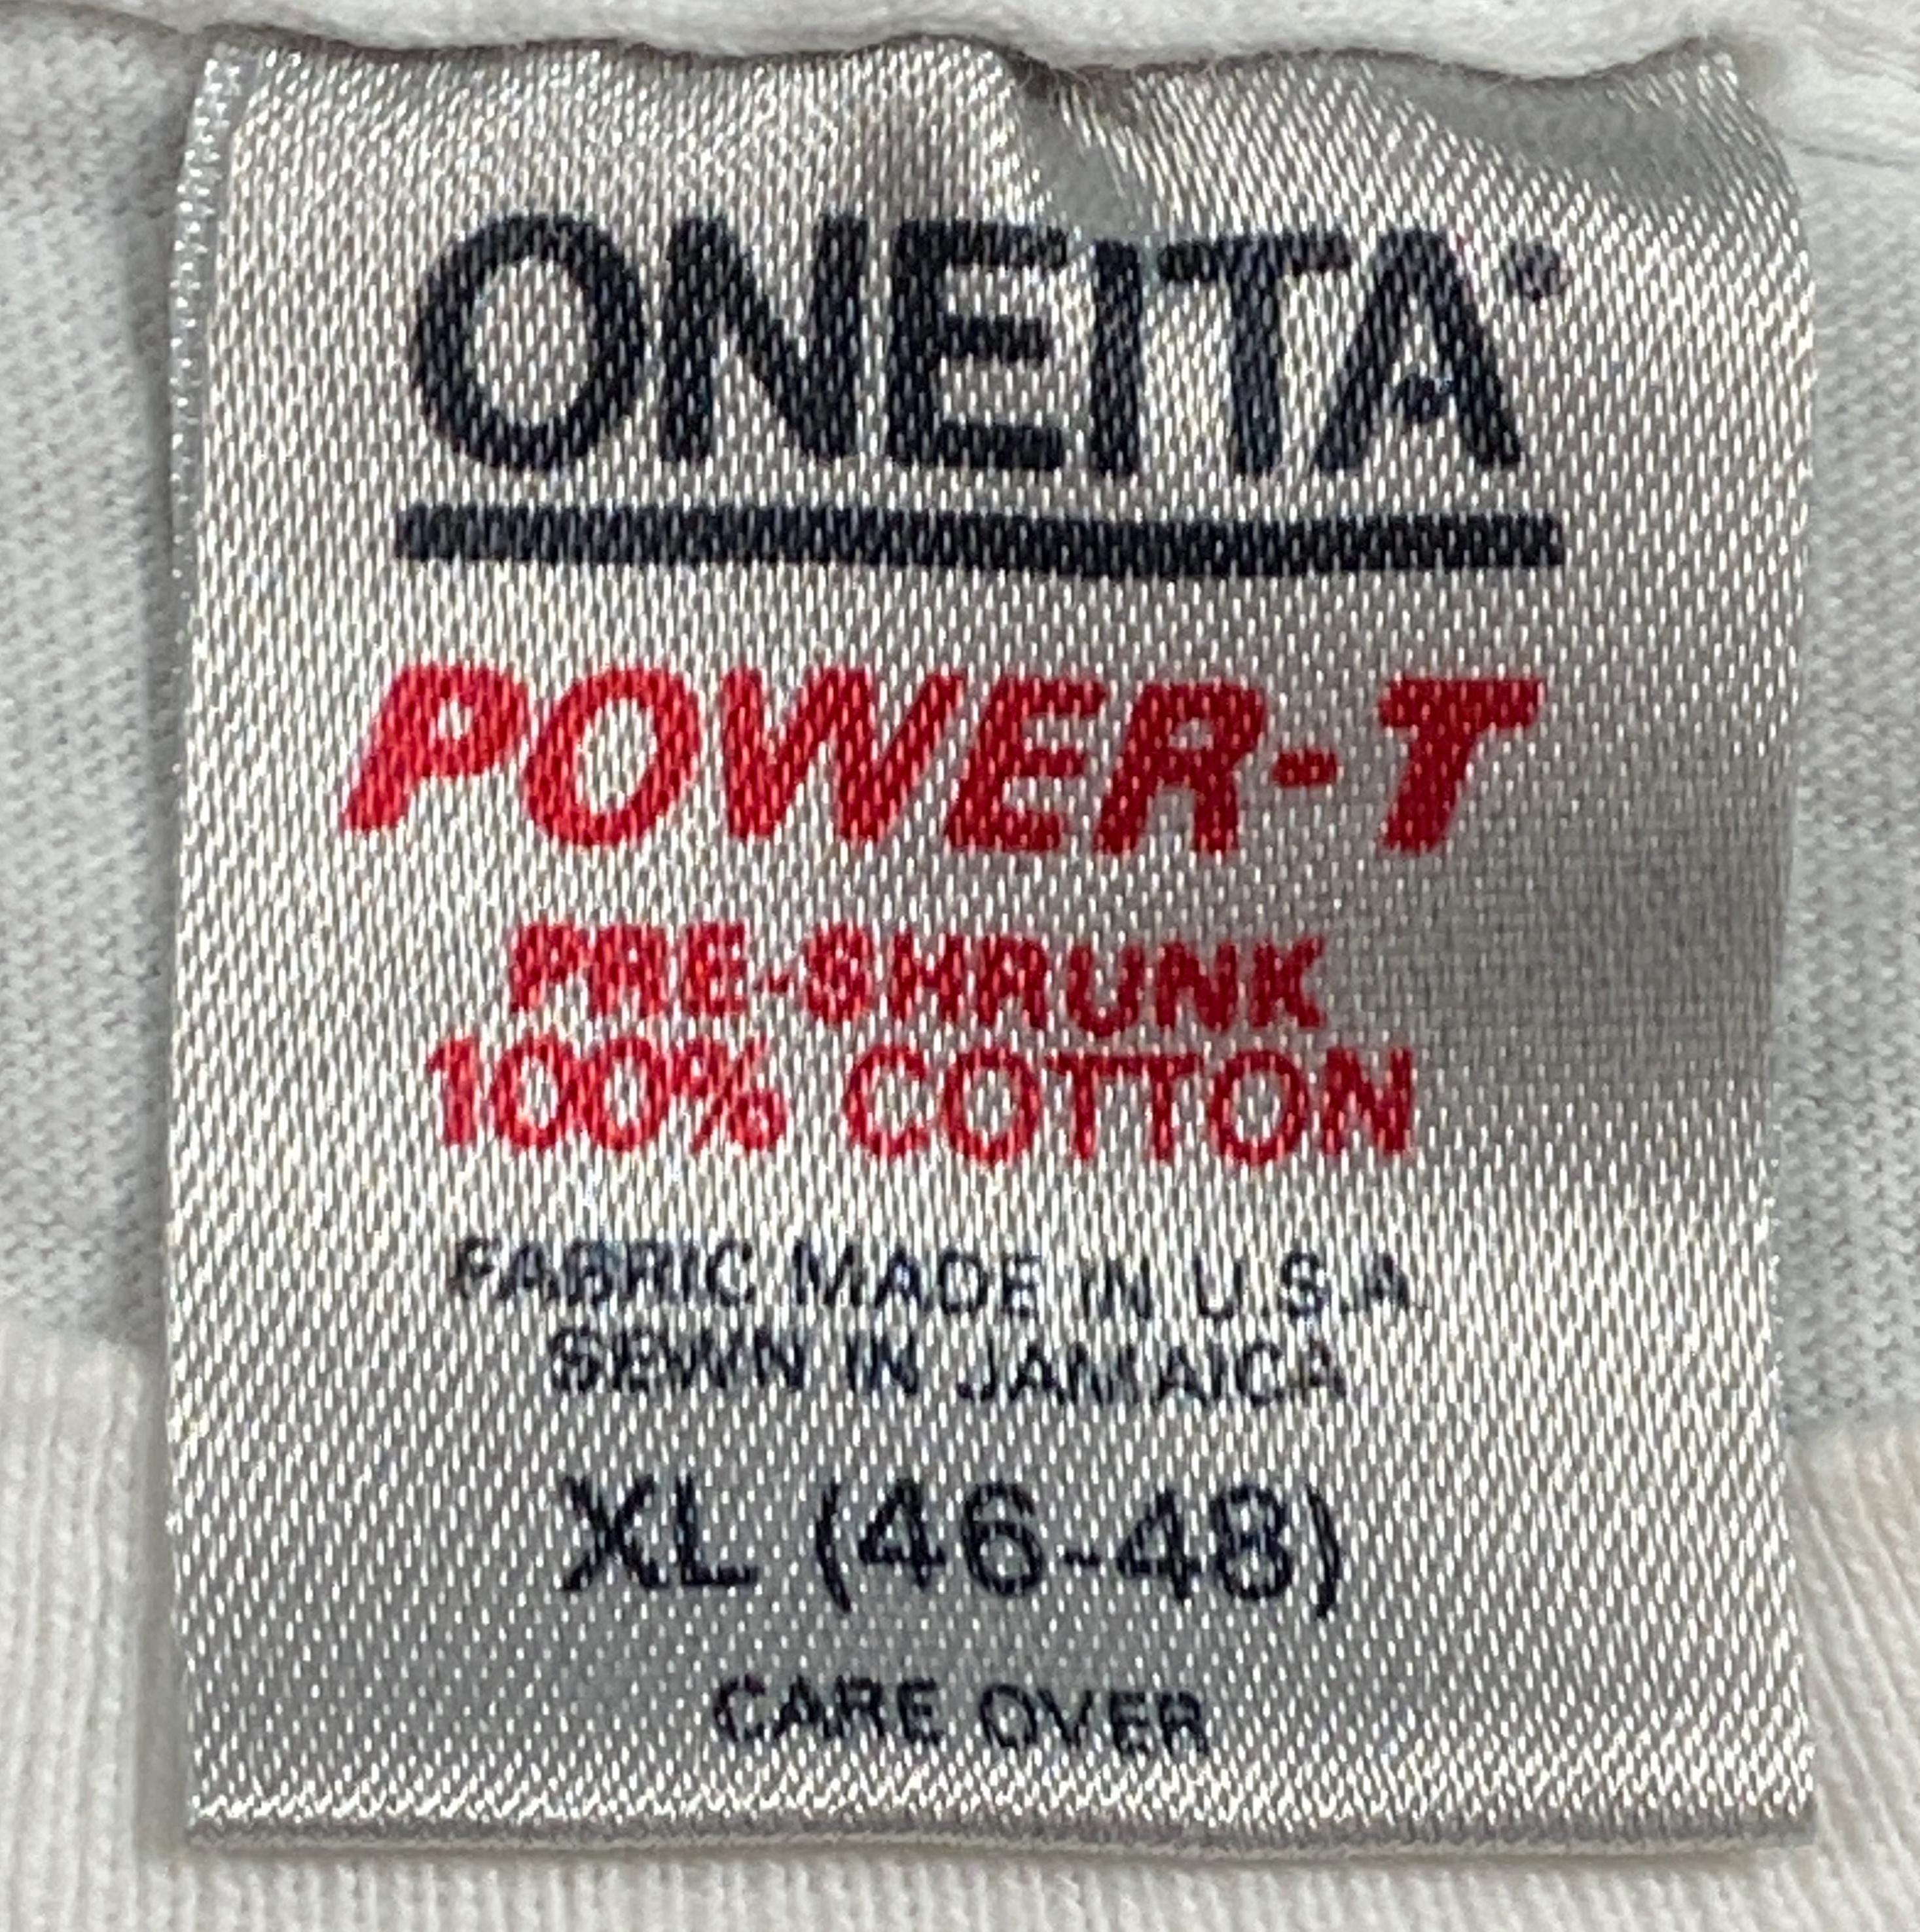 ONEITA®
POWER-T
PRE-SHRUNK
100% COTTON
FABRIC MADE IN U.S.A.
SEWN IN JAMAICA
XL (46-48)
CARE OVER